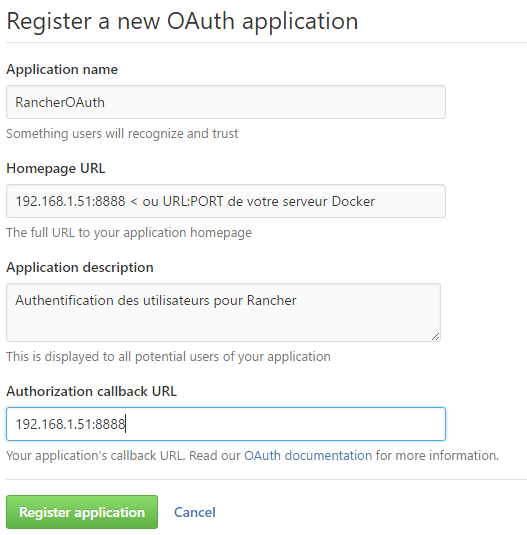 Register a new OAuth application
Application name
RancherOAuth
Something users will recognize and trust
Homepage URL
192.168.1.51:8888 < ou URL:PORT de votre serveur Docker
The full URL to your application homepage
Application description
Authentification des utilisateurs pour Rancher
This is displayed to all potential users of your application
Authorization callback URL
192.168.1.51:8888
Your application's callback URL. Read our OAuth documentation for more information.
Register application Cancel